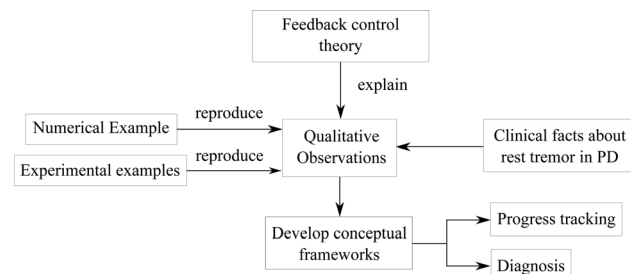 Feedback control
theory
explain
reproduce
Numerical Example
Qualitative
Observations
Clinical facts about
rest tremor in PD
reproduce
Experimental examples
Develop conceptual
frameworks
Progress tracking
Diagnosis